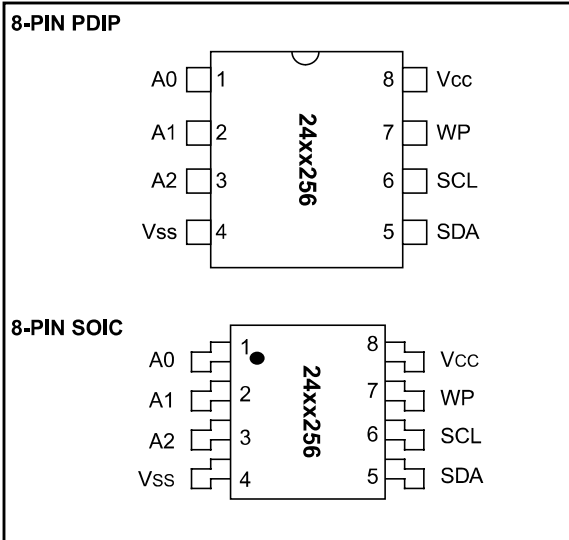 8-PIN PDIP
A0 1 8 Vcc
A1 2 7 WP
A2 3 6 SCL
Vss 4 5 SDA
24xx256
8-PIN SOIC
A0 1 8 VCC
A1 2 7 WP
A2 3 6 SCL
VSS 4 5 SDA
24xx256